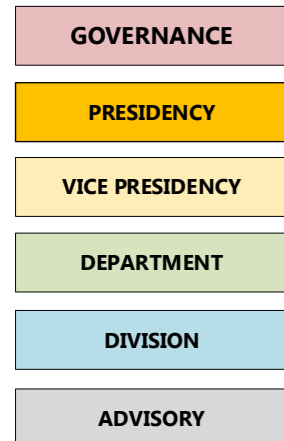 GOVERNANCE
PRESIDENCY
VICE PRESIDENCY
DEPARTMENT
DIVISION
ADVISORY